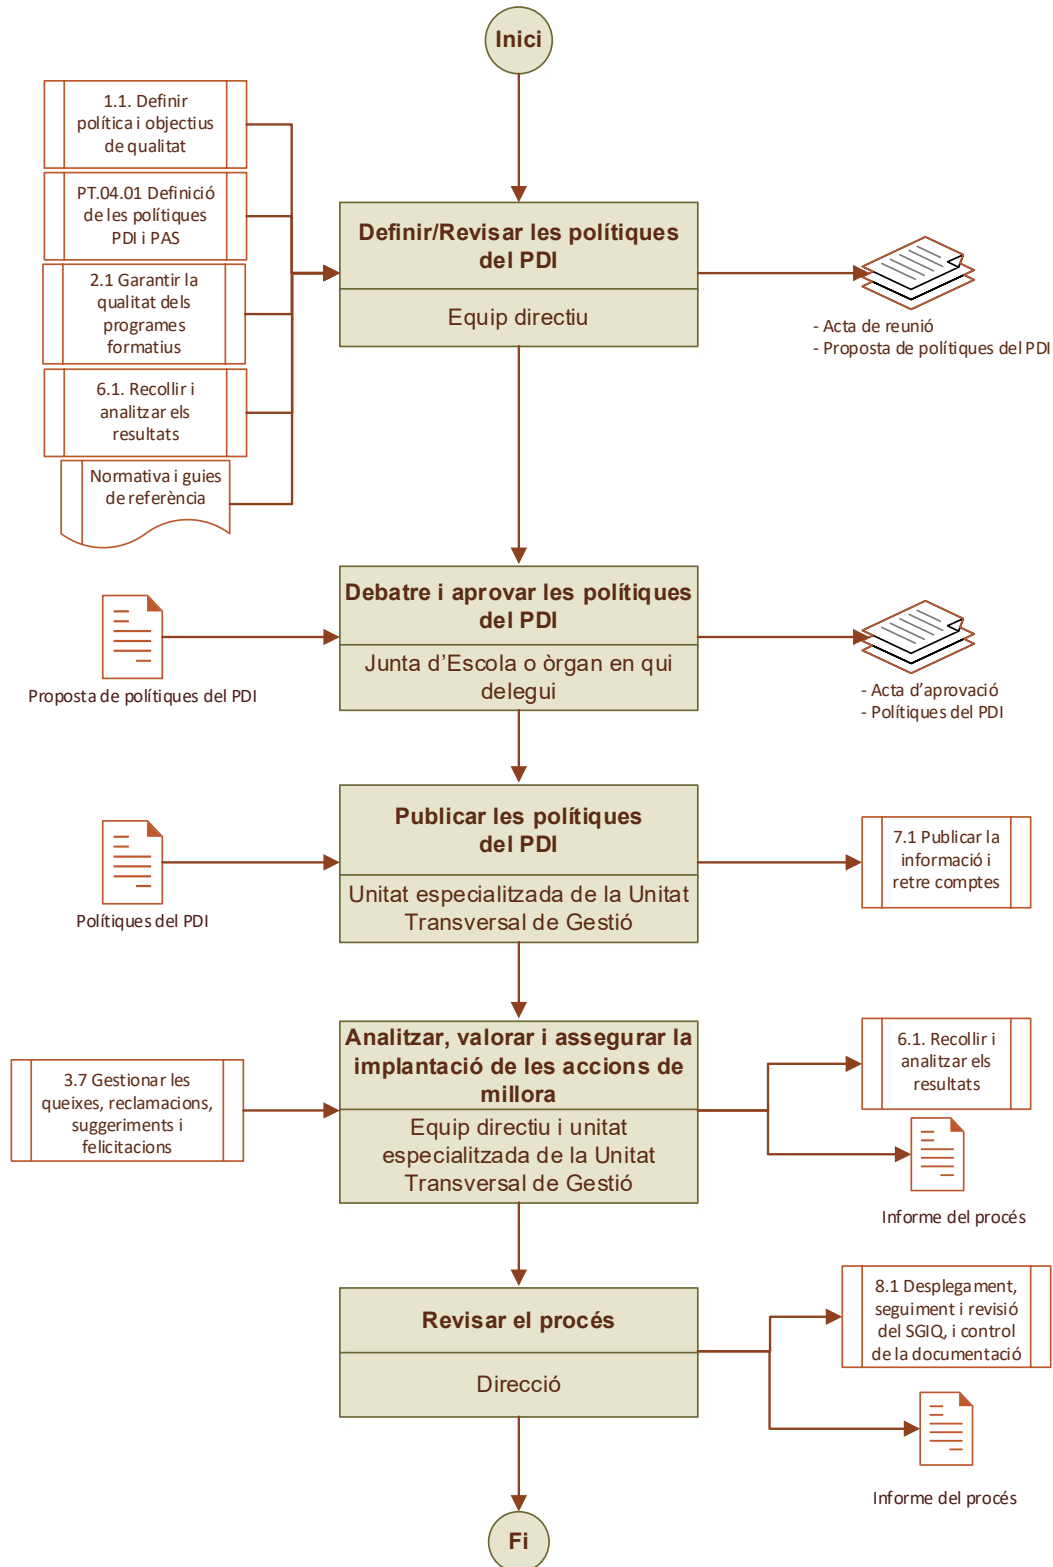 Inici
1.1. Definir
política i objectius
de qualitat
PT.04.01 Definició
de les polítiques
PDI i PAS
2.1 Garantir la
qualitat dels
programes
formatius
6.1. Recollir i
analitzar els
resultats
Normativa i guies
de referència
Definir/Revisar les polítiques
del PDI
Equip directiu
- Acta de reunió
- Proposta de polítiques del PDI
Proposta de polítiques del PDI
Debatre i aprovar les polítiques
del PDI
Junta d’Escola o òrgan en qui
delegui
- Acta d’aprovació
- Polítiques del PDI
Polítiques del PDI
Publicar les polítiques
del PDI
Unitat especialitzada de la Unitat
Transversal de Gestió
7.1 Publicar la
informació i
retre comptes
3.7 Gestionar les
queixes, reclamacions,
suggeriments i
felicitacions
Analitzar, valorar i assegurar la
implantació de les accions de
millora
Equip directiu i unitat
especialitzada de la Unitat
Transversal de Gestió
6.1. Recollir i
analitzar els
resultats
Informe del procés
Revisar el procés
Direcció
8.1 Desplegament,
seguiment i revisió
del SGIQ, i control
de la documentació
Informe del procés
Fi